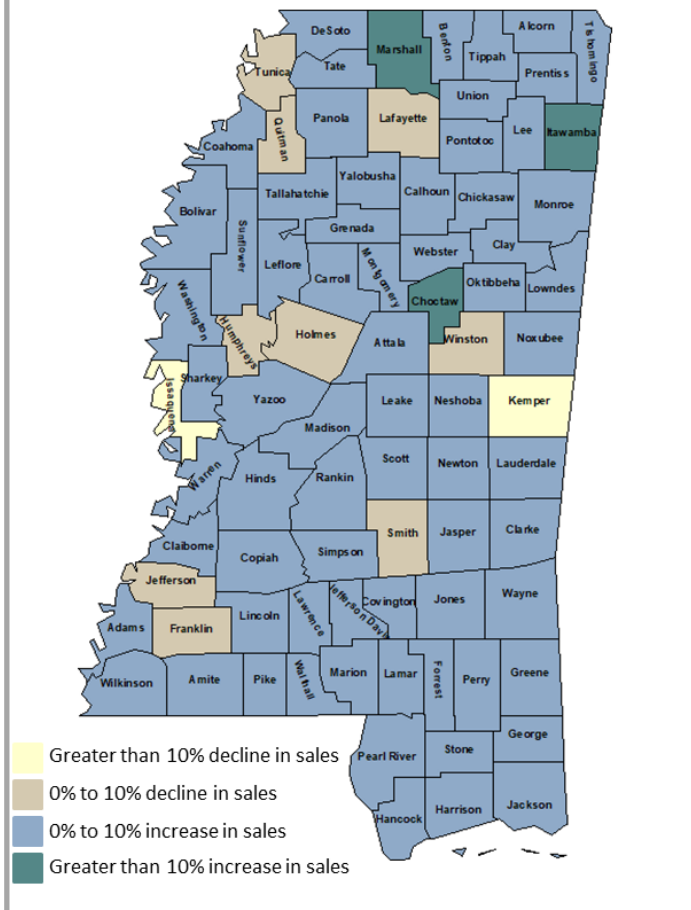 DeSoto
Marshall
Benton
Alcorn
Tishomingo
Tippah
Tunica
Tate
Prentiss
Union
Panola
Lafayette
Quitman
Lee
Itawamba
Pontotoc
Coahoma
Yalobusha
Tallahatchie
Calhoun
Chickasaw
Monroe
Bolivar
Sunflower
Grenada
Clay
Webster
Leflore
Carroll
Montgomery
Oktibbeha
Lowndes
Choctaw
Washington
Humphreys
Holmes
Attala
Winston
Noxubee
Sharkey
Issaquena
Yazoo
Leake
Neshoba
Kemper
Madison
Scott
Newton
Lauderdale
Warren
Hinds
Rankin
Smith
Jasper
Clarke
Claiborne
Copiah
Simpson
Jefferson
Lawrence
Jefferson Davis
Covington
Jones
Wayne
Adams
Franklin
Lincoln
Wilkinson
Amite
Pike
Walthall
Marion
Lamar
Forrest
Perry
Greene
George
Pearl River
Stone
Jackson
Harrison
Hancock
Greater than 10% decline in sales
0% to 10% decline in sales
0% to 10% increase in sales
Greater than 10% increase in sales